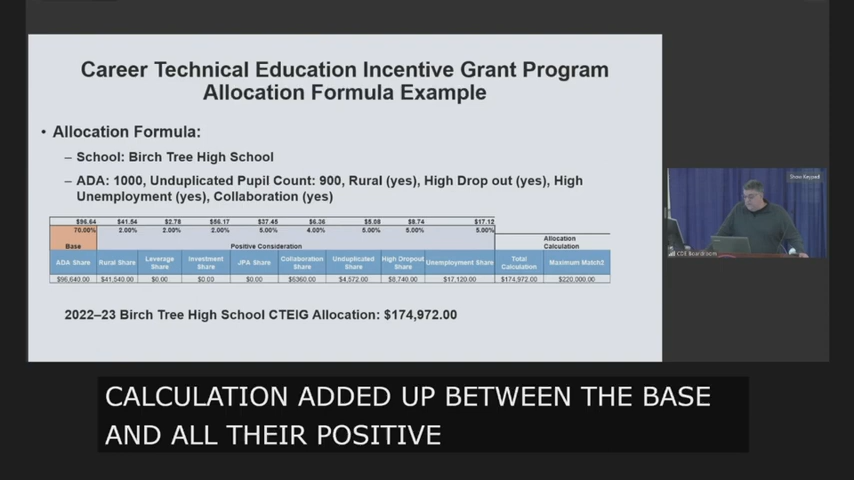 Career Technical Education Incentive Grant Program
Allocation Formula Example
• Allocation Formula:
– School: Birch Tree High School
– ADA: 1000, Unduplicated Pupil Count: 900, Rural (yes), High Drop out (yes), High
Unemployment (yes), Collaboration (yes)
$96.64 $41.54 $2.78 $56.17 $37.45 $6.36 $5.08 $8.74 $17.12
70.00% 2.00% 2.00% 2.00% 5.00% 4.00% 5.00% 5.00% 5.00%
Base Positive Consideration Allocation Calculation
ADA Share Rural Share Leverage Share Investment Share JPA Share Collaboration Share Unduplicated Share High Dropout Share Unemployment Share Total Calculation Maximum Match2
$96,640.00 $41,540.00 $0.00 $0.00 $0.00 $6360.00 $4,572.00 $8,740.00 $17,120.00 $174,972.00 $220,000.00
2022–23 Birch Tree High School CTEIG Allocation: $174,972.00
CDE Boardroom
CALCULATION ADDED UP BETWEEN THE BASE
AND ALL THEIR POSITIVE